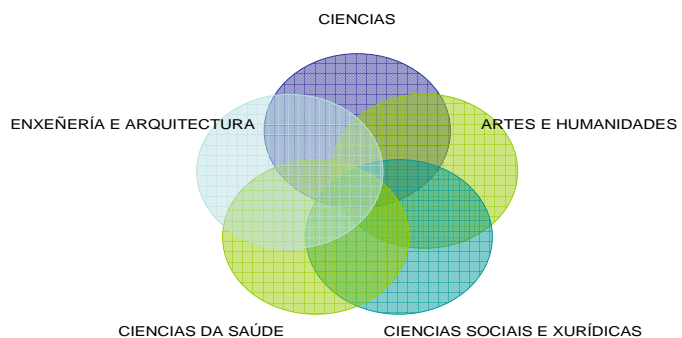 CIENCIAS
ENXEÑERÍA E ARQUITECTURA
ARTES E HUMANIDADES
CIENCIAS DA SAÚDE
CIENCIAS SOCIAIS E XURÍDICAS